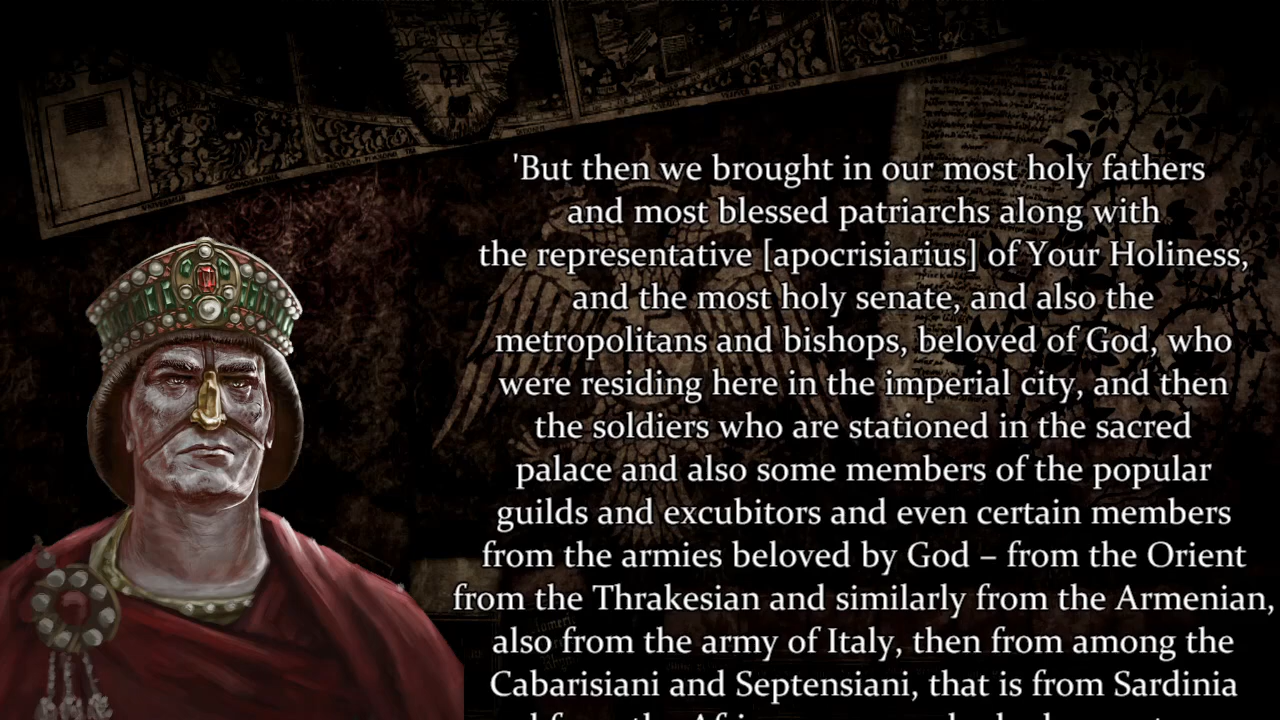 'But then we brought in our most holy fathers
and most blessed patriarchs along with
the representative [apocrisiarius] of Your Holiness,
and the most holy senate, and also the
metropolitans and bishops, beloved of God, who
were residing here in the imperial city, and then
the soldiers who are stationed in the sacred
palace and also some members of the popular
guilds and excubitors and even certain members
from the armies beloved by God – from the Orient
from the Thrakesian and similarly from the Armenian,
also from the army of Italy, then from among the
Cabarisiani and Septensiani, that is from Sardinia